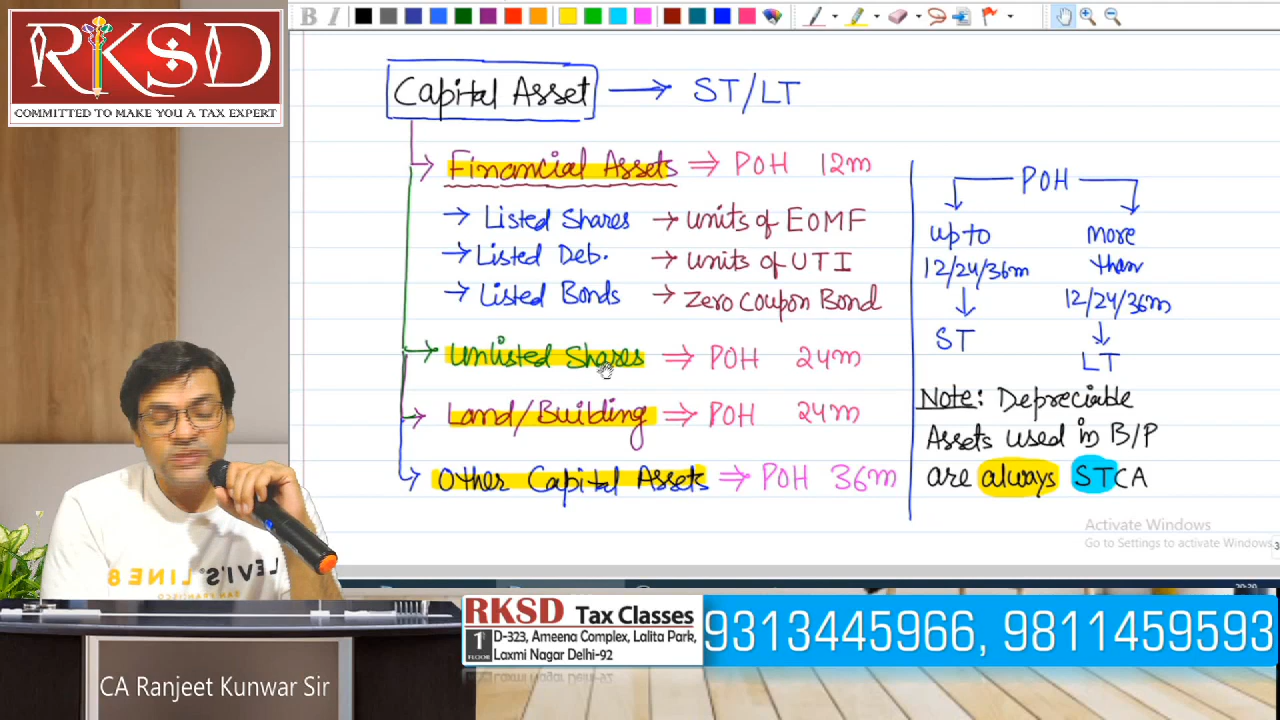 B I
RKSD
COMMITTED TO MAKE YOU A TAX EXPERT
Capital Asset → ST/LT
→ Financial Assets ⇒ POH 12m
→ Listed Shares → units of EOMF
→ Listed Deb. → units of UTI
→ Listed Bonds → Zero Coupon Bond
→ Unlisted Shares ⇒ POH 24m
→ Land/Building ⇒ POH 24m
→ Other Capital Assets ⇒ POH 36m
POH
upto
12/24/36m
↓
ST
more
than
12/24/36m
↓
LT
Note: Depreciable
Assets used in B/P
are always STCA
Activate Windows
Go to Settings to activate Windows.
LEVI'S LINE 8
SAN FRANCISCO
RKSD Tax Classes
1st FLOOR
D-323, Ameena Complex, Lalita Park,
Laxmi Nagar Delhi-92
9313445966, 9811459593
CA Ranjeet Kunwar Sir